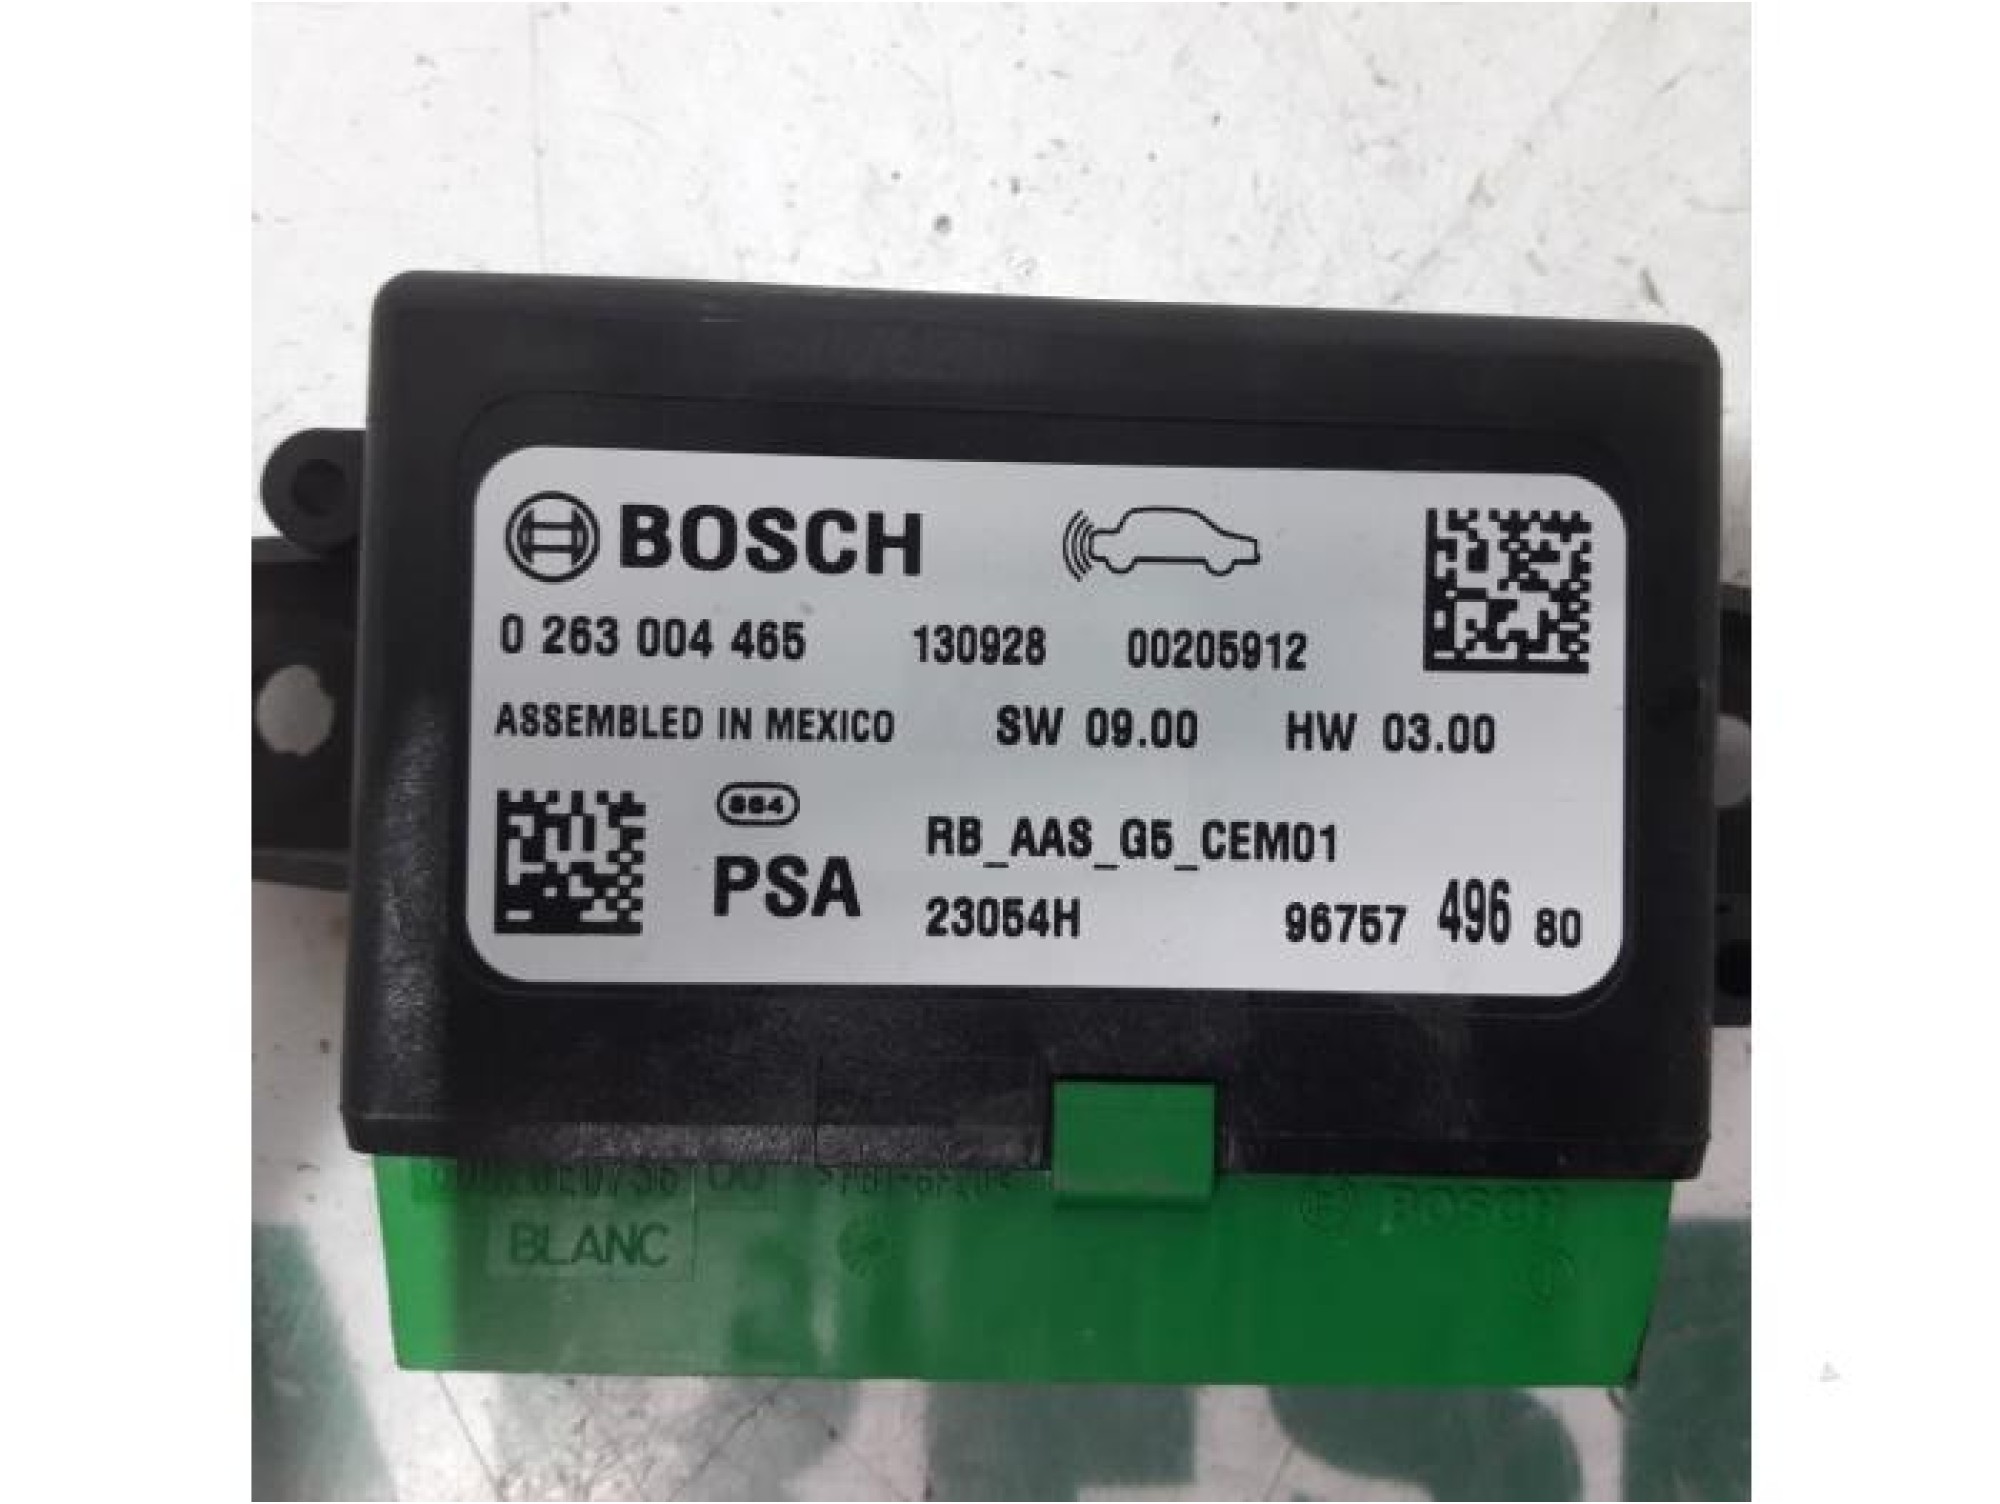 BOSCH
0 263 004 465 130928 00205912
ASSEMBLED IN MEXICO SW 09.00 HW 03.00
PSA RB_AAS_G5_CEM01
23054H 96757 496 80
BLANC
BOSCH